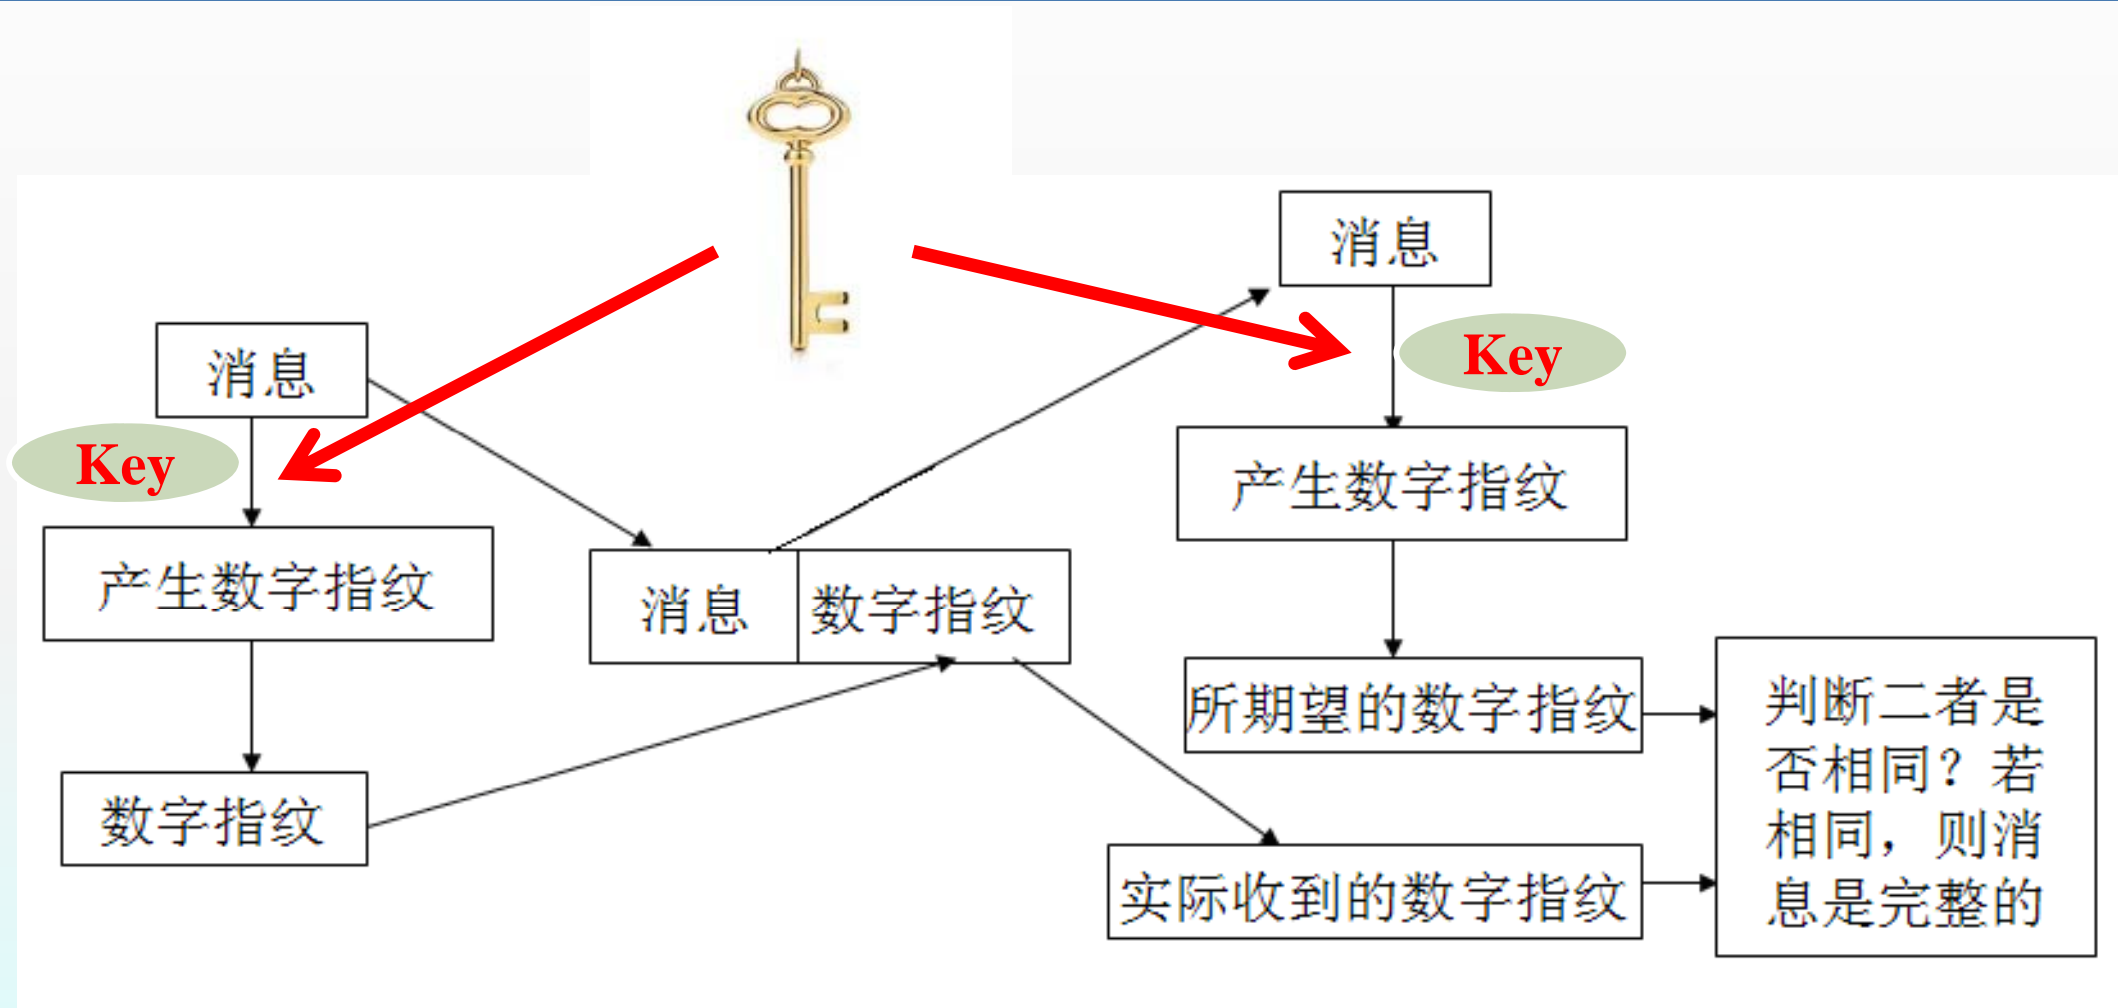 消息
Key
产生数字指纹
数字指纹
消息
数字指纹
消息
Key
产生数字指纹
所期望的数字指纹
实际收到的数字指纹
判断二者是
否相同？若
相同，则消
息是完整的